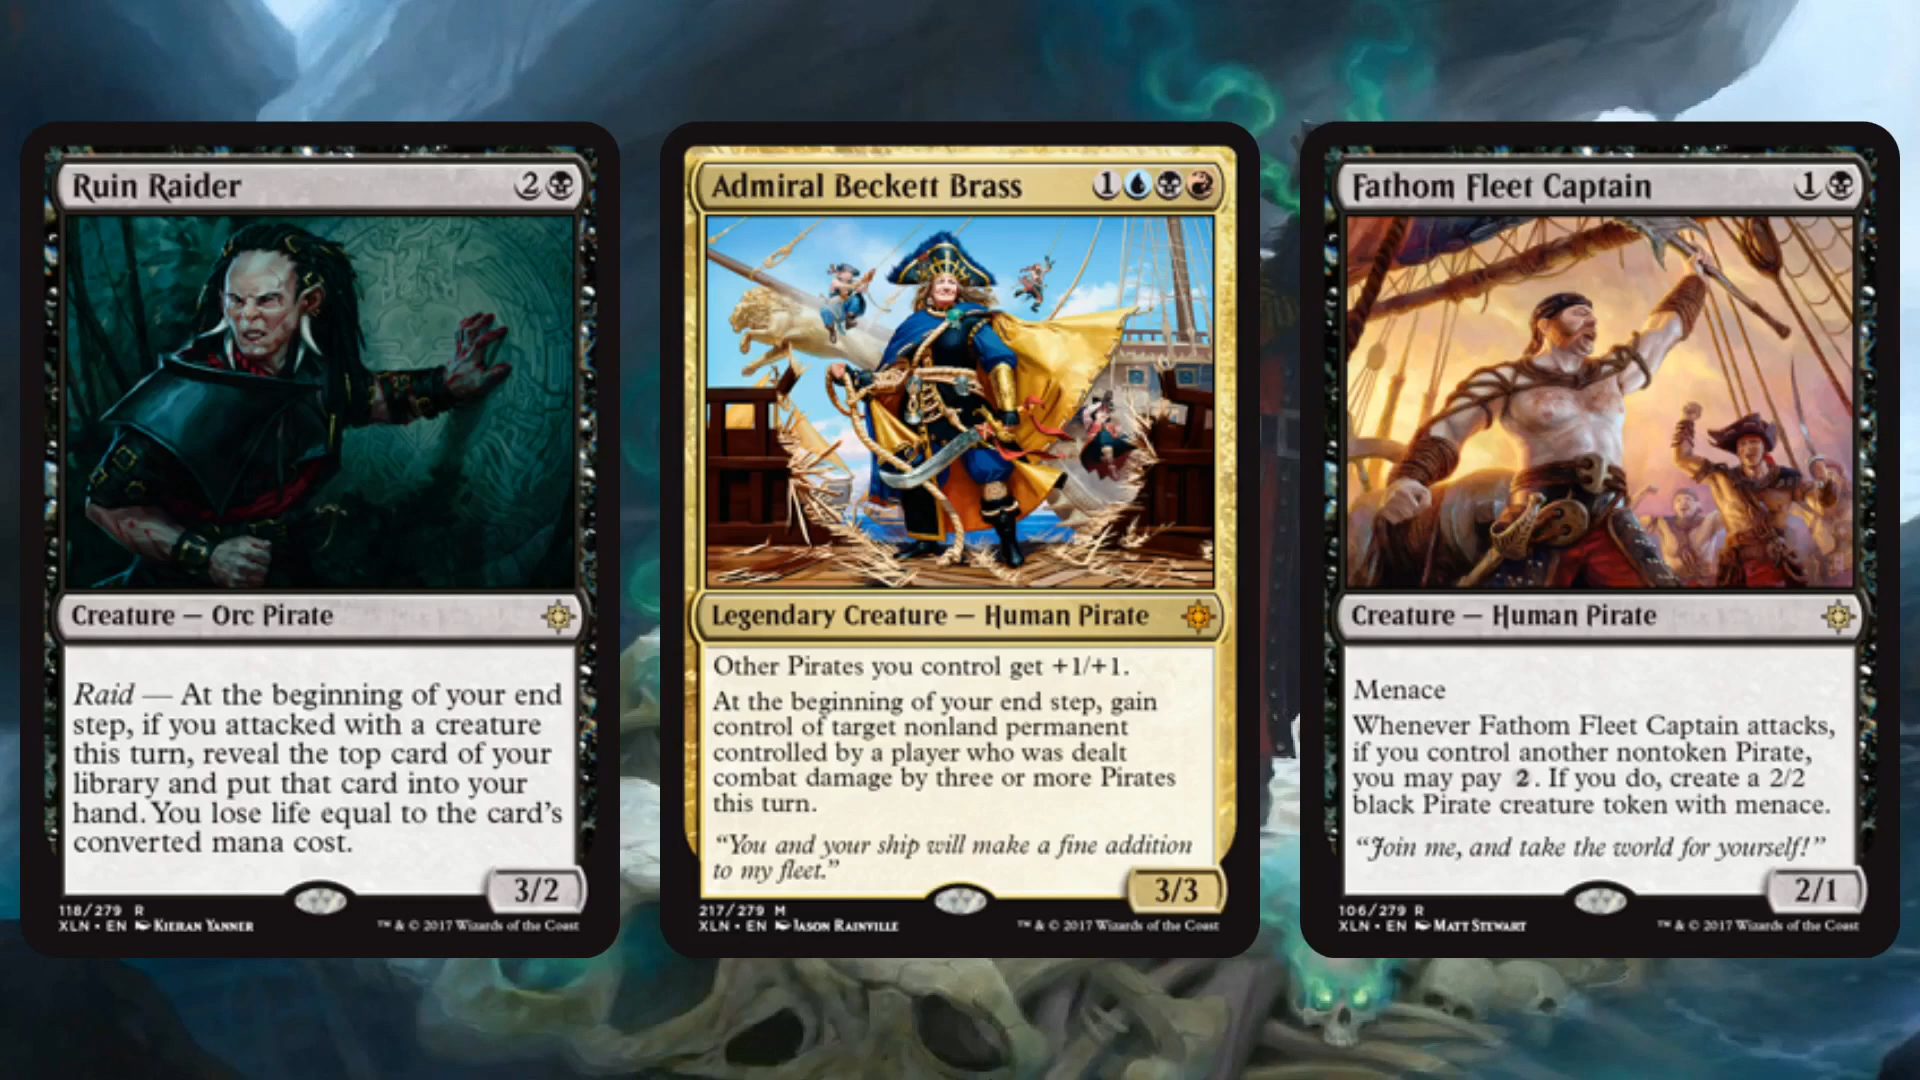 Ruin Raider 2
Creature — Orc Pirate
Raid — At the beginning of your end
step, if you attacked with a creature
this turn, reveal the top card of your
library and put that card into your
hand. You lose life equal to the card's
converted mana cost.
3/2
118/279 R
XLN • EN Kieran Yanner
™ & © 2017 Wizards of the Coast
Admiral Beckett Brass 1
Legendary Creature — Human Pirate
Other Pirates you control get +1/+1.
At the beginning of your end step, gain
control of target nonland permanent
controlled by a player who was dealt
combat damage by three or more Pirates
this turn.
“You and your ship will make a fine addition
to my fleet.”
3/3
217/279 M
XLN • EN Jason Rainville
™ & © 2017 Wizards of the Coast
Fathom Fleet Captain 1
Creature — Human Pirate
Menace
Whenever Fathom Fleet Captain attacks,
if you control another nontoken Pirate,
you may pay 2. If you do, create a 2/2
black Pirate creature token with menace.
“Join me, and take the world for yourself!”
2/1
106/279 R
XLN • EN Matt Stewart
™ & © 2017 Wizards of the Coast